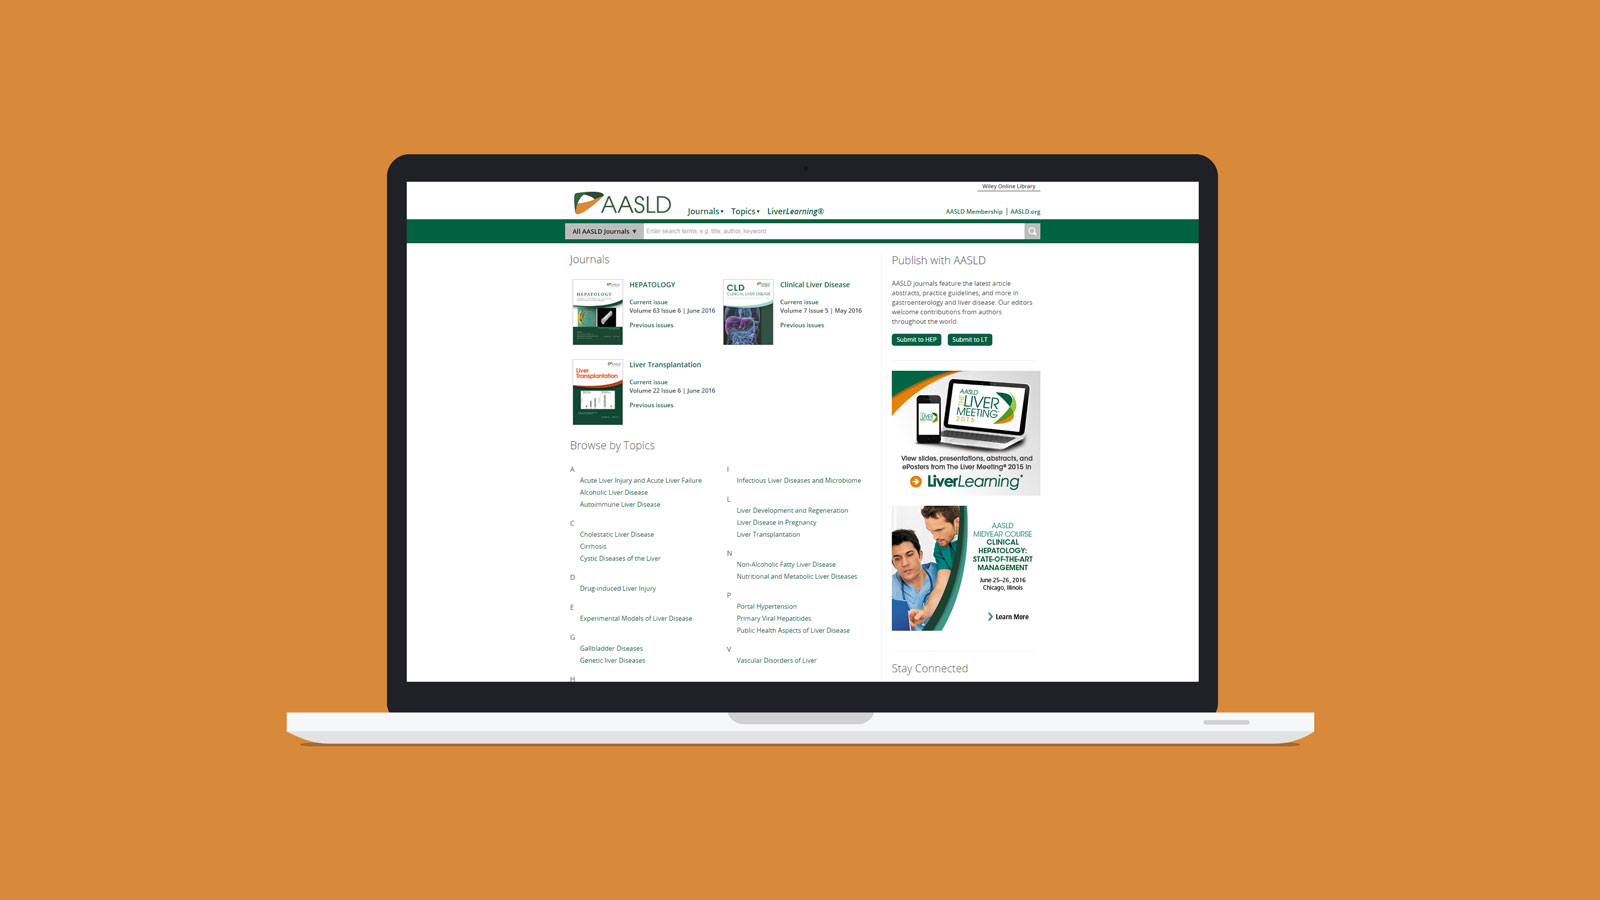 Wiley Online Library
AASLD
Journals▾ Topics▾ LiverLearning®
AASLD Membership | AASLD.org
All AASLD Journals ▼
Enter search terms, e.g. title, author, keyword
Journals
HEPATOLOGY
HEPATOLOGY
Current issue
Volume 63 Issue 6 | June 2016
Previous issues
CLD
CLINICAL LIVER DISEASE
Clinical Liver Disease
Current issue
Volume 7 Issue 5 | May 2016
Previous issues
Liver
Transplantation
Liver Transplantation
Current issue
Volume 22 Issue 6 | June 2016
Previous issues
Browse by Topics
A
Acute Liver Injury and Acute Liver Failure
Alcoholic Liver Disease
Autoimmune Liver Disease
C
Cholestatic Liver Disease
Cirrhosis
Cystic Diseases of the Liver
D
Drug-induced Liver Injury
E
Experimental Models of Liver Disease
G
Gallbladder Diseases
Genetic liver Diseases
H
I
Infectious Liver Diseases and Microbiome
L
Liver Development and Regeneration
Liver Disease in Pregnancy
Liver Transplantation
N
Non-Alcoholic Fatty Liver Disease
Nutritional and Metabolic Liver Diseases
P
Portal Hypertension
Primary Viral Hepatitides
Public Health Aspects of Liver Disease
V
Vascular Disorders of Liver
Publish with AASLD
AASLD journals feature the latest article
abstracts, practice guidelines, and more in
gastroenterology and liver disease. Our editors
welcome contributions from authors
throughout the world.
Submit to HEP
Submit to LT
AASLD
THE LIVER
MEETING
2015
View slides, presentations, abstracts, and
ePosters from The Liver Meeting® 2015 in
LiverLearning®
AASLD
MIDYEAR COURSE
CLINICAL
HEPATOLOGY:
STATE-OF-THE-ART
MANAGEMENT
June 25–26, 2016
Chicago, Illinois
Learn More
Stay Connected